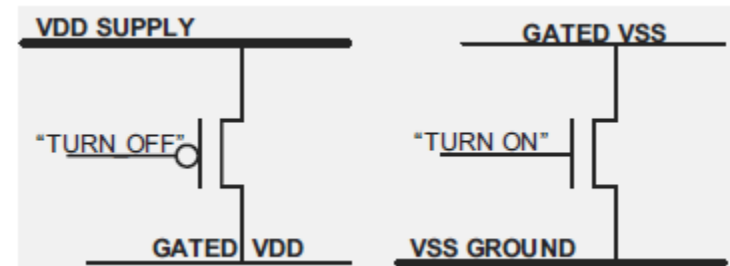 VDD SUPPLY
GATED VSS
“TURN_OFF”
“TURN ON”
GATED VDD
VSS GROUND